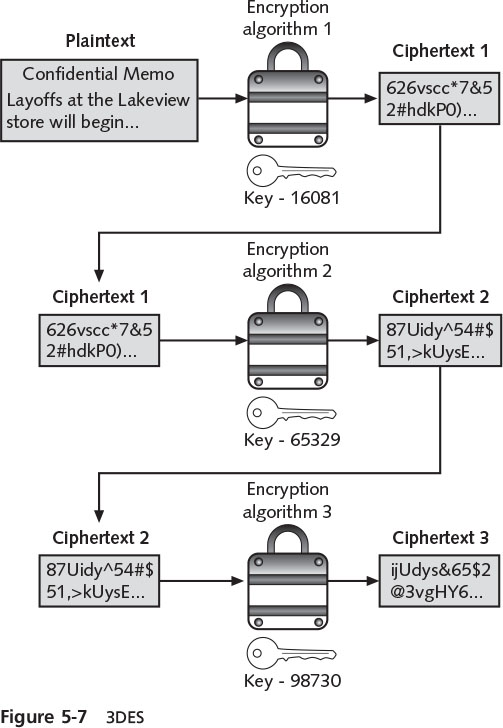 Encryption
algorithm 1
Plaintext
Ciphertext 1
Confidential Memo
Layoffs at the Lakeview
store will begin...
626vscc*7&5
2#hdkP0)...
Key - 16081
Encryption
algorithm 2
Ciphertext 1
Ciphertext 2
626vscc*7&5
2#hdkP0)...
87Uidy^54#$
51,>kUysE...
Key - 65329
Encryption
algorithm 3
Ciphertext 2
Ciphertext 3
87Uidy^54#$
51,>kUysE...
ijUdys&65$2
@3vgHY6...
Key - 98730
Figure 5-7 3DES